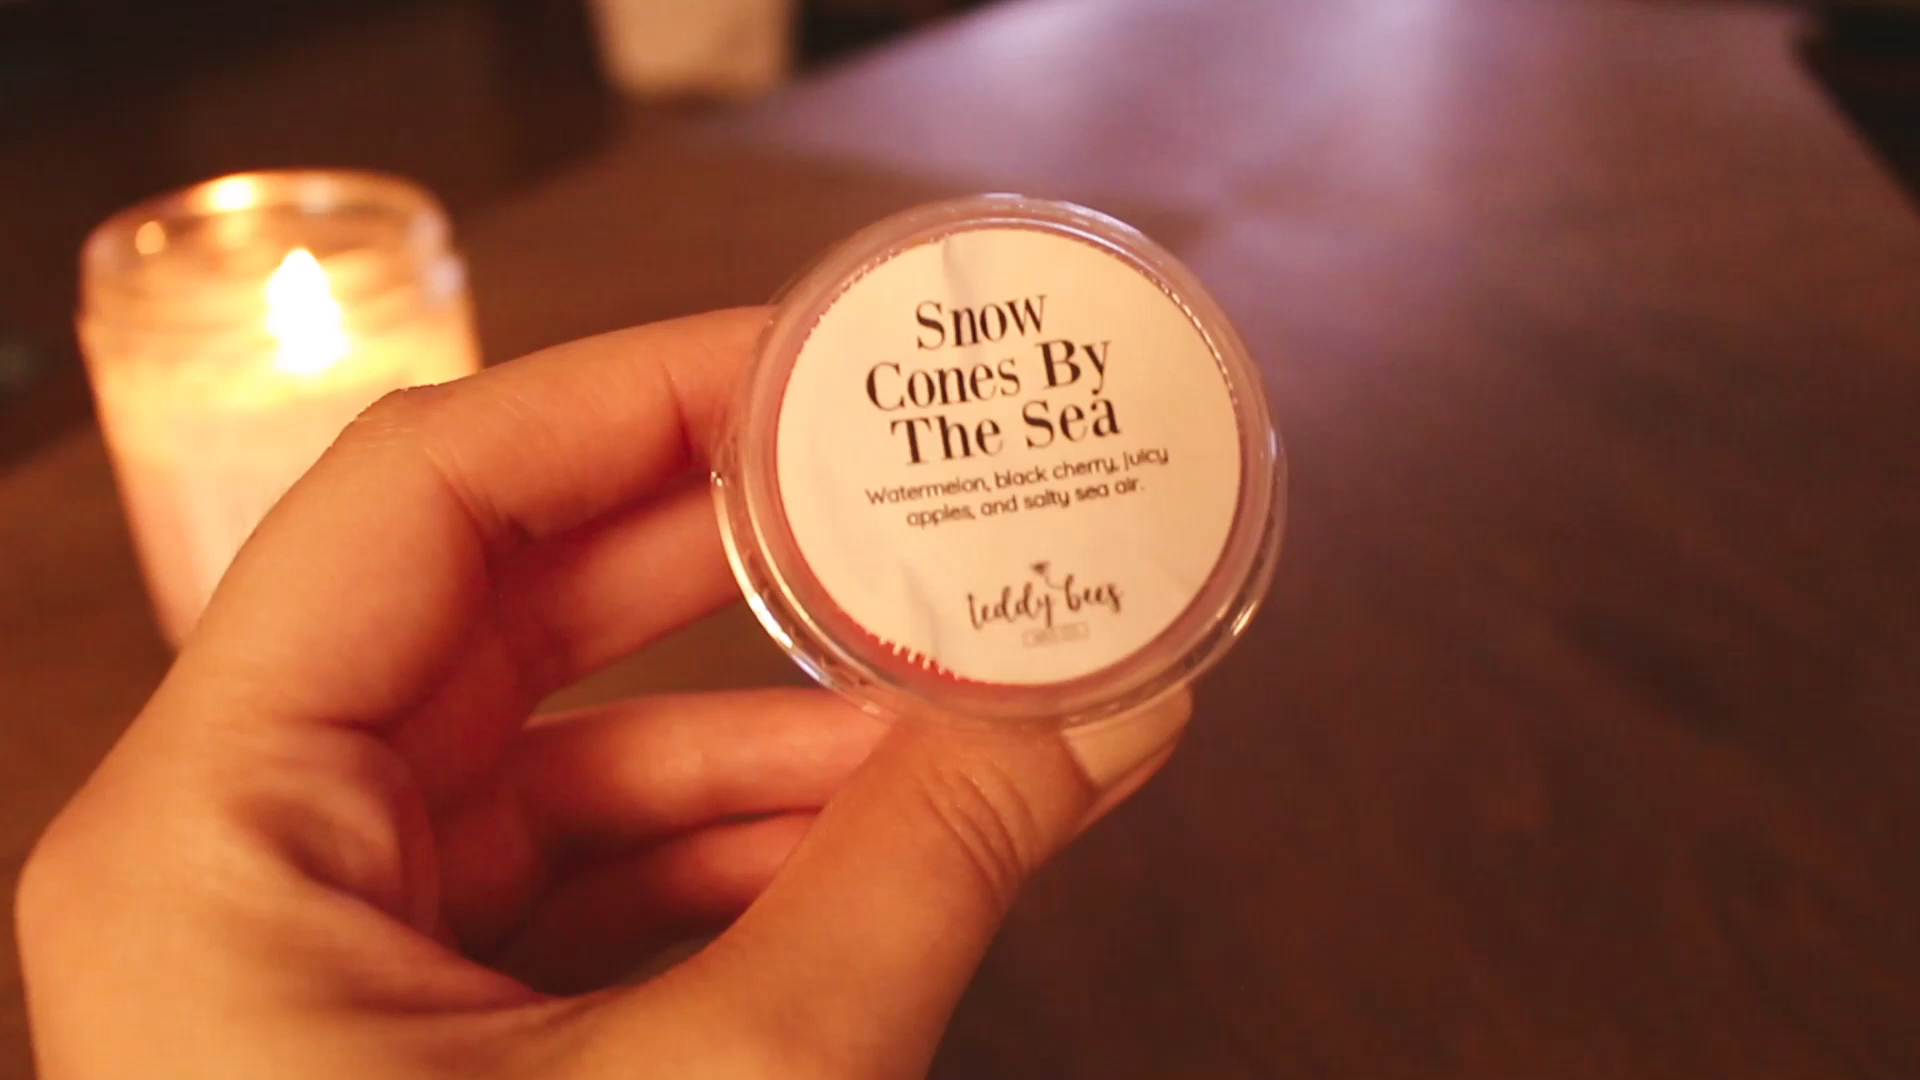 Snow
Cones By
The Sea
Watermelon, black cherry, juicy
apples, and salty sea air.
teddy bees